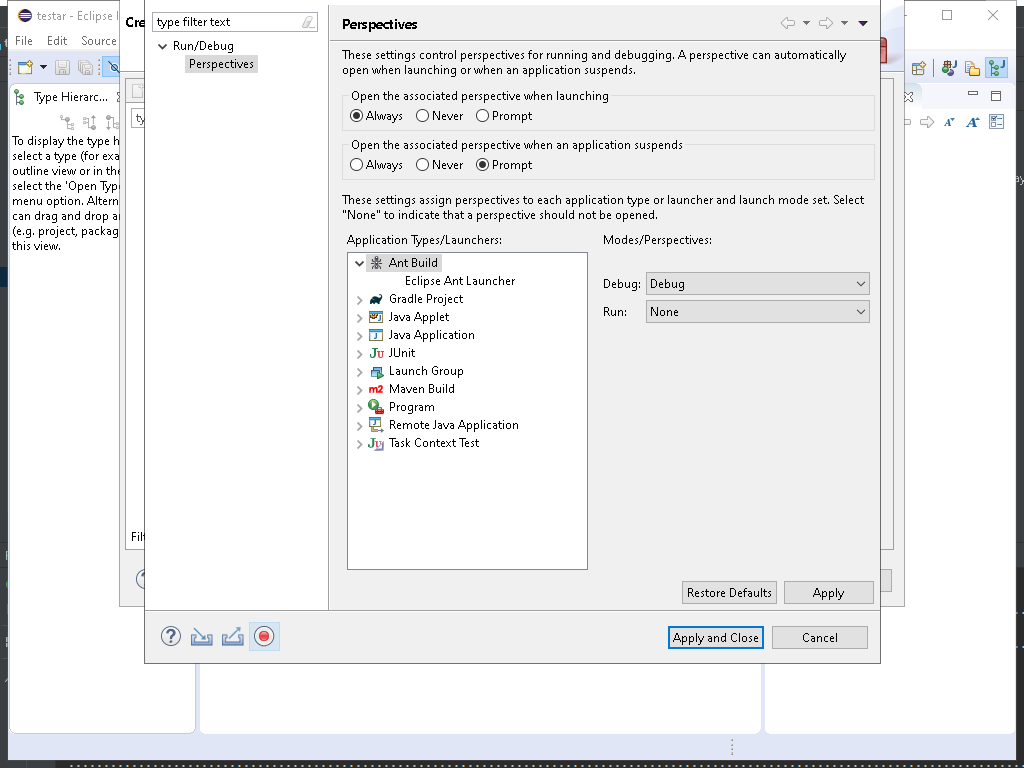 testar - Eclipse I
File Edit Source
Type Hierarc...
To display the type h
select a type (for exa
outline view or in the
select the 'Open Type
menu option. Altern
can drag and drop a
(e.g. project, packag
this view.
Cre
ty
Filt
type filter text
Run/Debug
Perspectives
Perspectives
These settings control perspectives for running and debugging. A perspective can automatically
open when launching or when an application suspends.
Open the associated perspective when launching
Always Never Prompt
Open the associated perspective when an application suspends
Always Never Prompt
These settings assign perspectives to each application type or launcher and launch mode set. Select
"None" to indicate that a perspective should not be opened.
Application Types/Launchers:
Ant Build
Eclipse Ant Launcher
Gradle Project
Java Applet
Java Application
JUnit
Launch Group
Maven Build
Program
Remote Java Application
Task Context Test
Modes/Perspectives:
Debug: Debug
Run: None
Restore Defaults Apply
Apply and Close Cancel